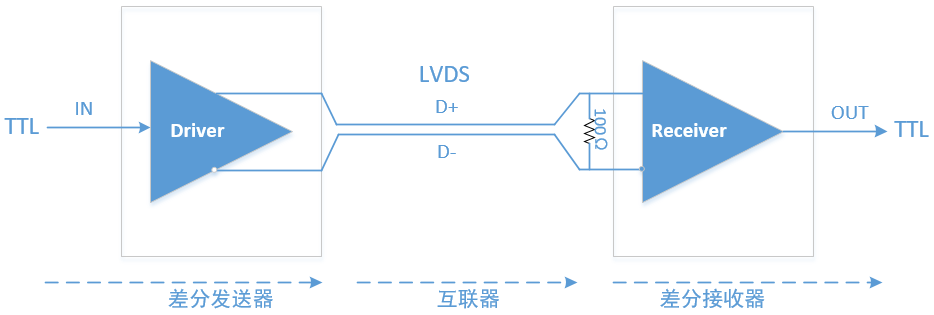 LVDS
IN
D+
100Ω
OUT
TTL
Driver
Receiver
TTL
D-
差分发送器
互联器
差分接收器